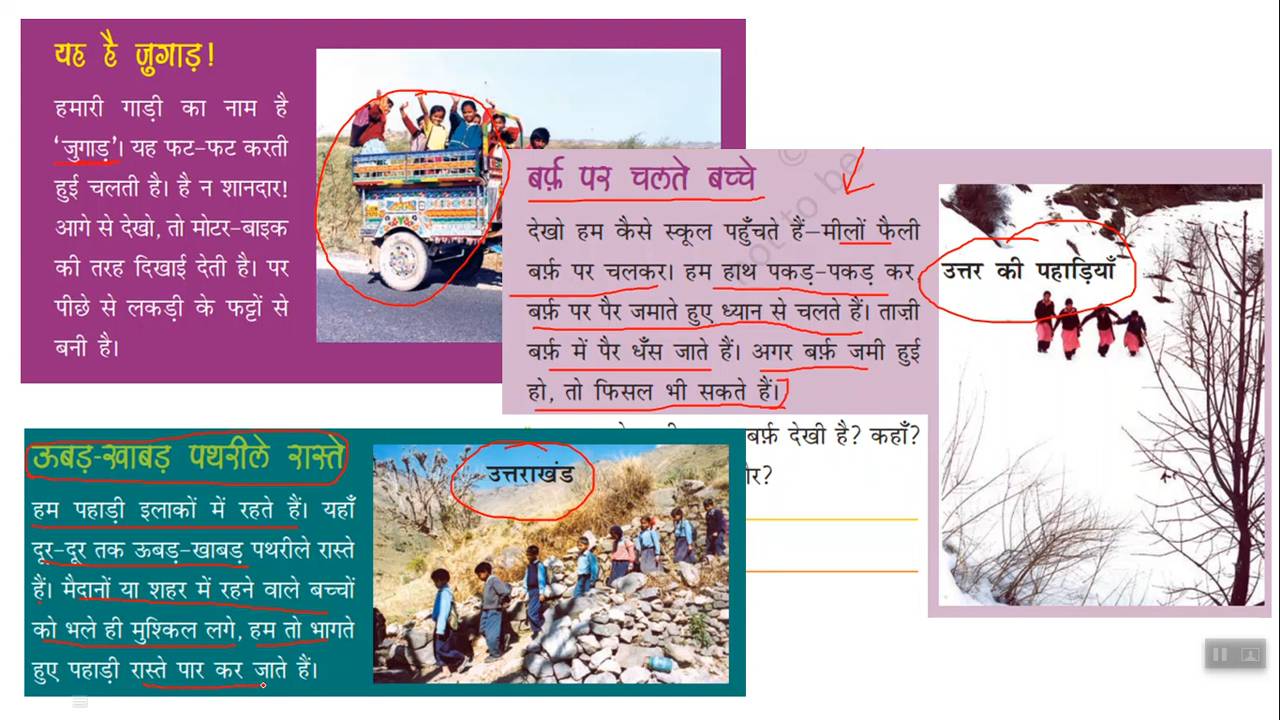 यह है जुगाड़!
हमारी गाड़ी का नाम है
‘जुगाड़’। यह फट-फट करती
हुई चलती है। है न शानदार!
आगे से देखो, तो मोटर-बाइक
की तरह दिखाई देती है। पर
पीछे से लकड़ी के फट्टों से
बनी है।
बर्फ़ पर चलते बच्चे
देखो हम कैसे स्कूल पहुँचते हैं–मीलों फैली
बर्फ़ पर चलकर। हम हाथ पकड़-पकड़ कर,
बर्फ़ पर पैर जमाते हुए ध्यान से चलते हैं। ताज़ी
बर्फ़ में पैर धँस जाते हैं। अगर बर्फ़ जमी हुई
हो, तो फिसल भी सकते हैं।
उत्तर की पहाड़ियाँ
बर्फ़ देखी है? कहाँ?
ऊबड़-खाबड़ पथरीले रास्ते
हम पहाड़ी इलाकों में रहते हैं। यहाँ
दूर-दूर तक ऊबड़-खाबड़ पथरीले रास्ते
हैं। मैदानों या शहर में रहने वाले बच्चों
को भले ही मुश्किल लगे, हम तो भागते
हुए पहाड़ी रास्ते पार कर जाते हैं।
उत्तराखंड